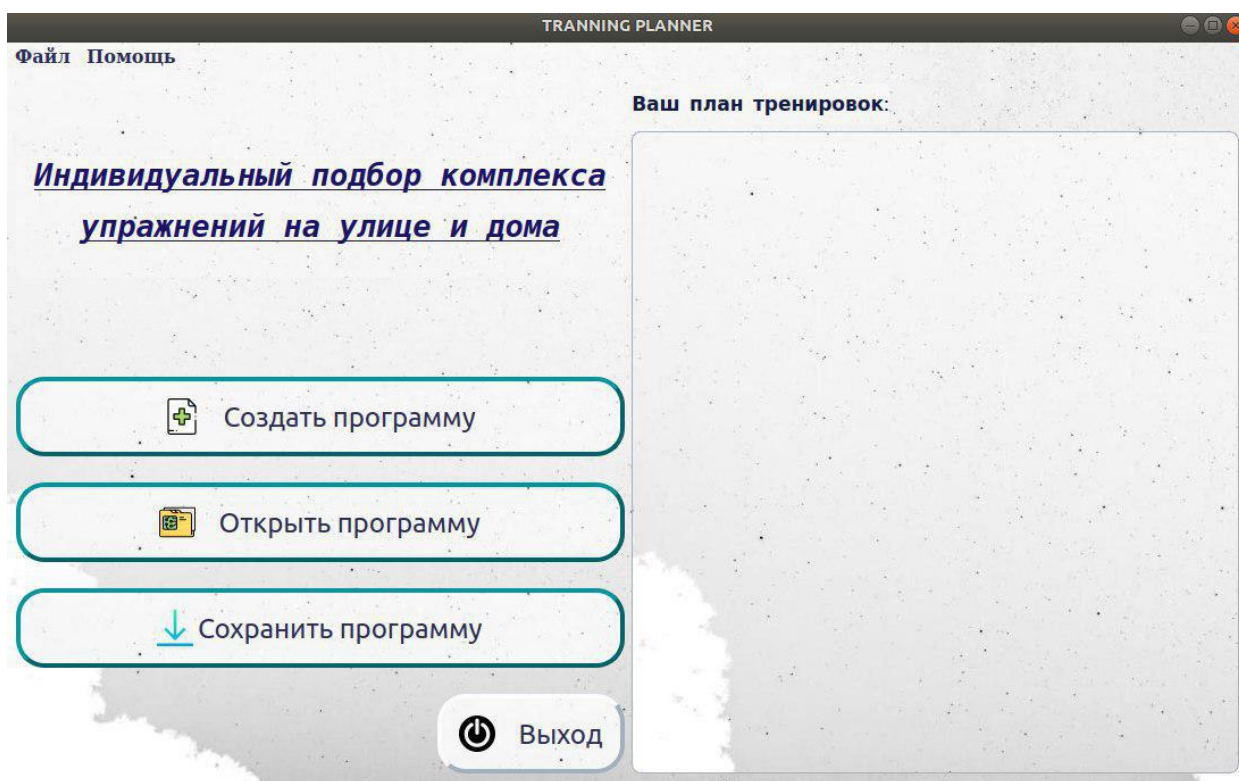 TRANNING PLANNER
Файл Помощь
Ваш план тренировок:
Индивидуальный подбор комплекса
упражнений на улице и дома
Создать программу
Открыть программу
Сохранить программу
Выход